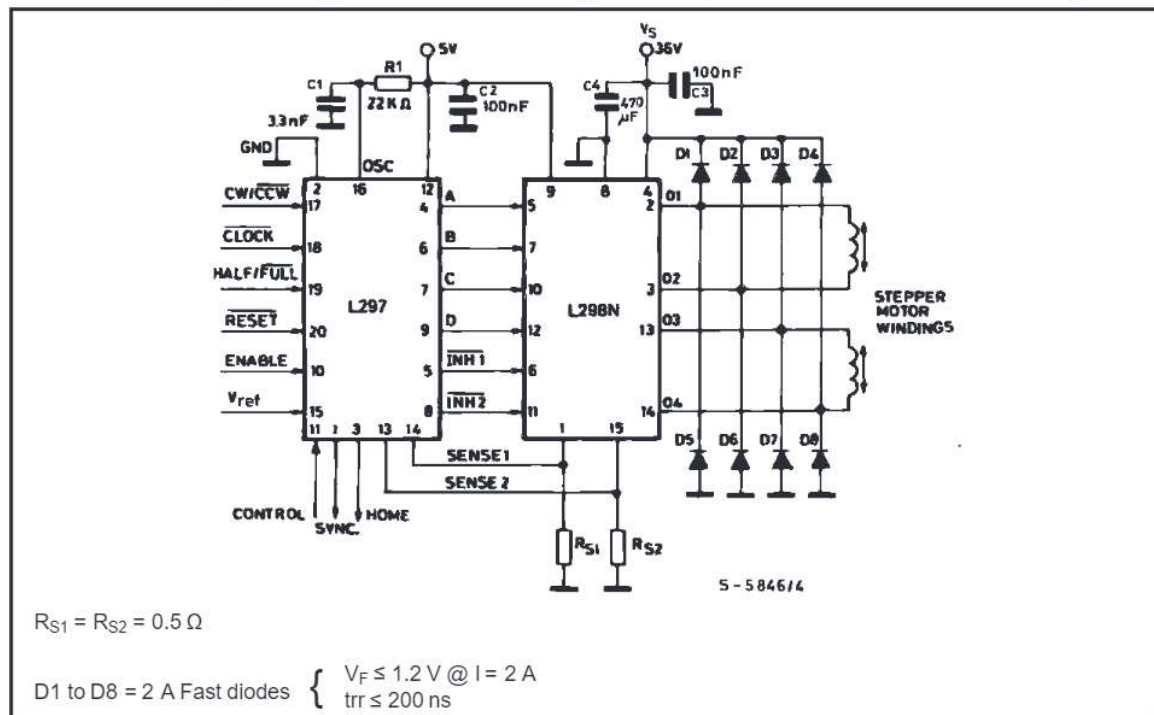 VS
5V
36V
R1
C1
22KΩ
3.3nF
C2
100nF
C4
470
µF
100nF
C3
GND
OSC
D1 D2 D3 D4
2 16 12
9 8 4
CW/CCW 17
4 A 5
2 O1
CLOCK 18
6 B 7
HALF/FULL 19
7 C 10
3 O2
L297
L298N
STEPPER
MOTOR
WINDINGS
RESET 20
9 D 12
13 O3
ENABLE 10
5 INH1 6
Vref 15
8 INH2 11
14 O4
11 1 3 13 14
1 15
D5 D6 D7 D8
SENSE1
SENSE 2
CONTROL
SYNC.
HOME
RS1
RS2
S-5846/4
RS1 = RS2 = 0.5 Ω
VF ≤ 1.2 V @ I = 2 A
D1 to D8 = 2 A Fast diodes {
trr ≤ 200 ns